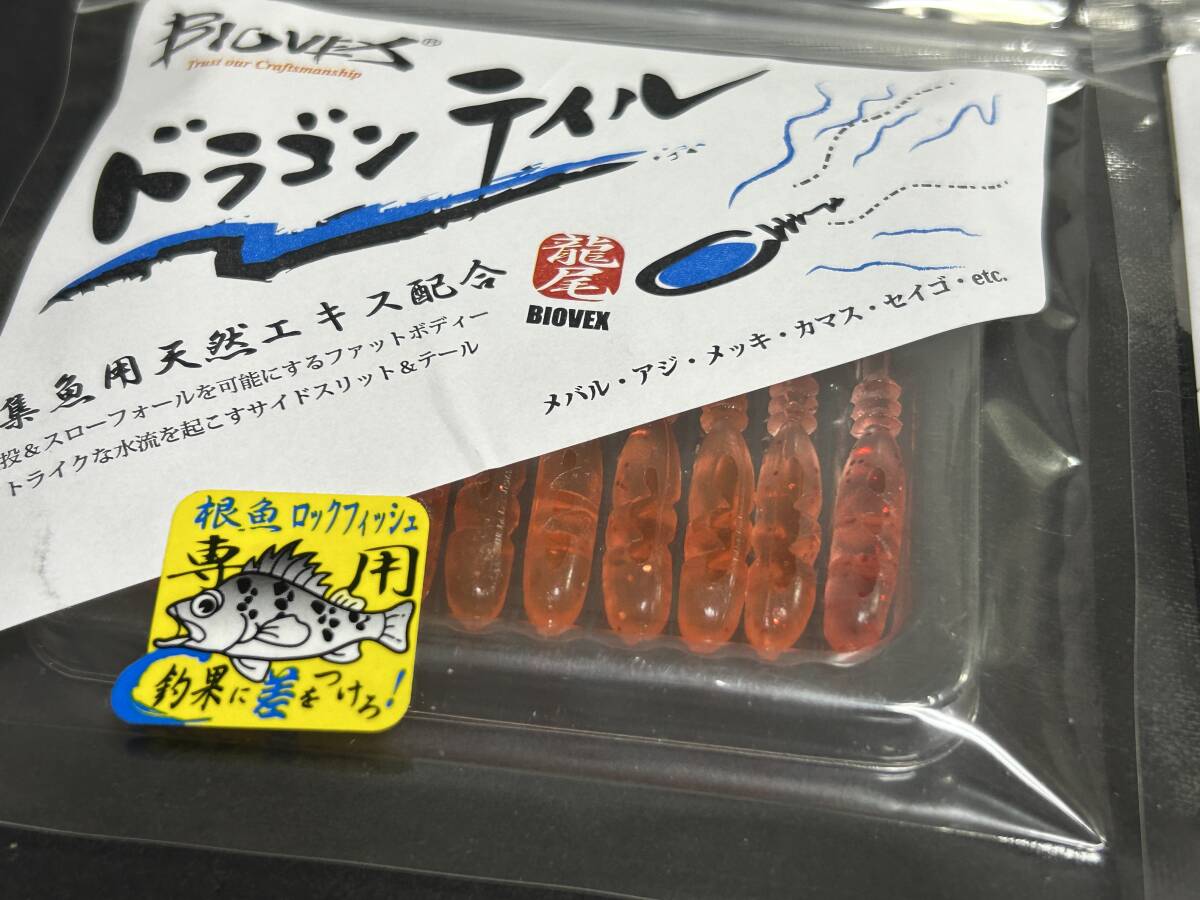 BIOVEX®
Trust our Craftsmanship
ドラゴン テイル
龍尾
BIOVEX
集魚用天然エキス配合
投&スローフォールを可能にするファットボディー
トライクな水流を起こすサイドスリット&テール
メバル・アジ・メッキ・カマス・セイゴ・etc.
根魚 ロックフィッシュ
専用
釣果に差をつけろ!